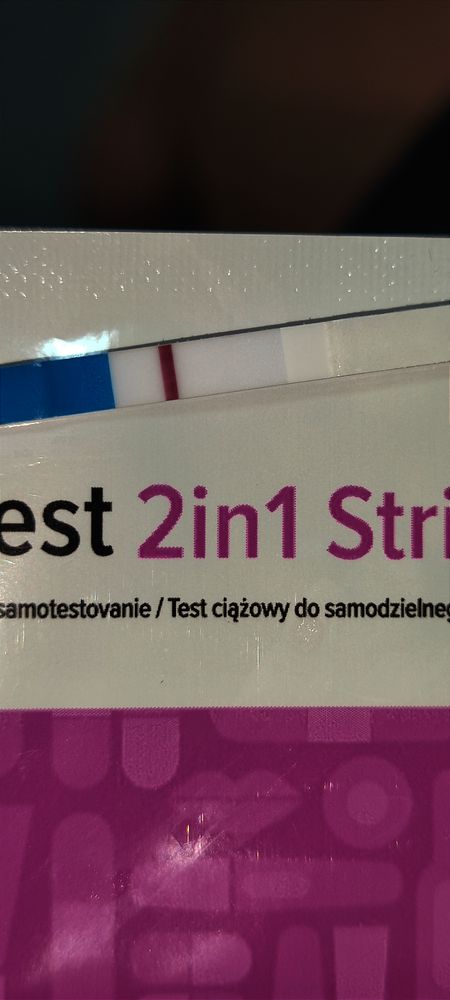 est 2in1 Stri
samotestovanie / Test ciążowy do samodzielneg